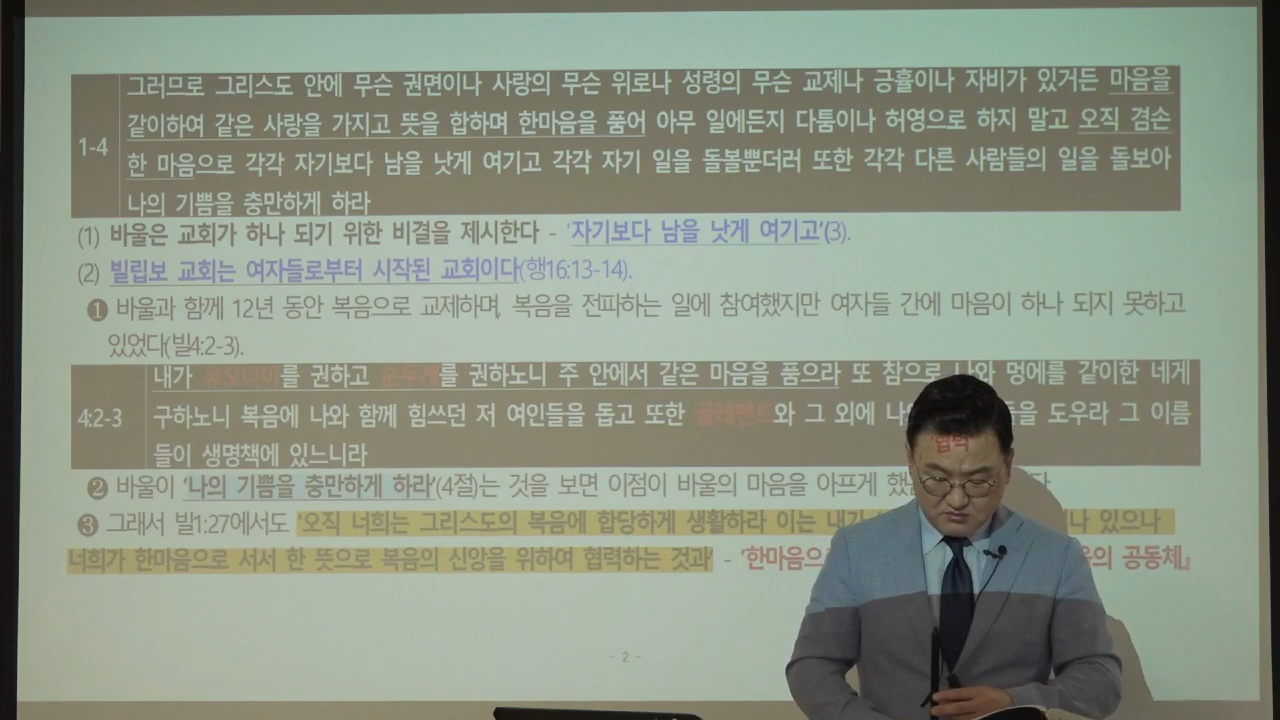 그러므로 그리스도 안에 무슨 권면이나 사랑의 무슨 위로나 성령의 무슨 교제나 긍휼이나 자비가 있거든 마음을
같이하여 같은 사랑을 가지고 뜻을 합하며 한마음을 품어 아무 일에든지 다툼이나 허영으로 하지 말고 오직 겸손
1-4
한 마음으로 각각 자기보다 남을 낫게 여기고 각각 자기 일을 돌볼뿐더러 또한 각각 다른 사람들의 일을 돌보아
나의 기쁨을 충만하게 하라
(1) 바울은 교회가 하나 되기 위한 비결을 제시한다 - '자기보다 남을 낫게 여기고'(3).
(2) 빌립보 교회는 여자들로부터 시작된 교회이다(행16:13-14).
❶ 바울과 함께 12년 동안 복음으로 교제하며, 복음을 전파하는 일에 참여했지만 여자들 간에 마음이 하나 되지 못하고
있었다(빌4:2-3).
내가 유오디아를 권하고 순두게를 권하노니 주 안에서 같은 마음을 품으라 또 참으로 나와 멍에를 같이한 네게
4:2-3 구하노니 복음에 나와 함께 힘쓰던 저 여인들을 돕고 또한 글레멘드와 그 외에 나의 들을 도우라 그 이름
협력
들이 생명책에 있느니라
❷ 바울이 '나의 기쁨을 충만하게 하라'(4절)는 것을 보면 이점이 바울의 마음을 아프게 했
❸ 그래서 빌1:27에서도 '오직 너희는 그리스도의 복음에 합당하게 생활하라 이는 내가 나 있으나
너희가 한마음으로 서서 한 뜻으로 복음의 신앙을 위하여 협력하는 것과' - '한마음으 의 공동체』
- 2 -